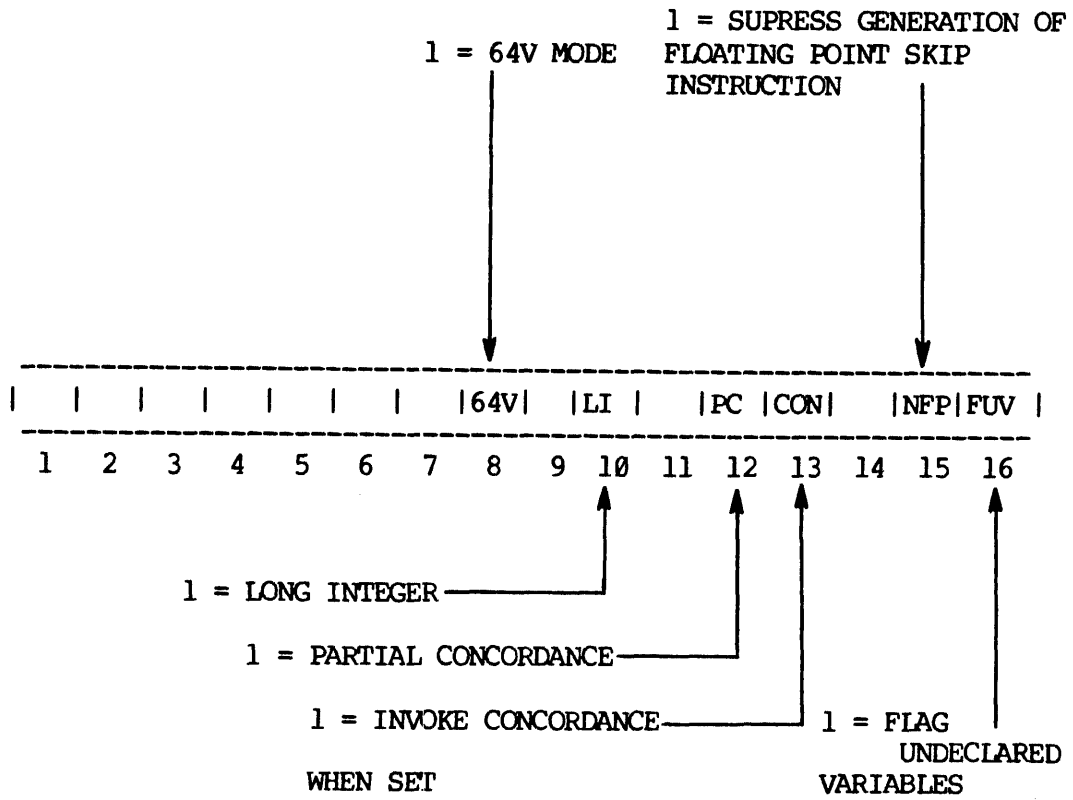 1 = SUPRESS GENERATION OF
1 = 64V MODE FLOATING POINT SKIP
INSTRUCTION
| | | | | | | |64V| |LI | |PC |CON| |NFP|FUV |
1 2 3 4 5 6 7 8 9 10 11 12 13 14 15 16
1 = LONG INTEGER
1 = PARTIAL CONCORDANCE
1 = INVOKE CONCORDANCE 1 = FLAG
UNDECLARED
WHEN SET VARIABLES